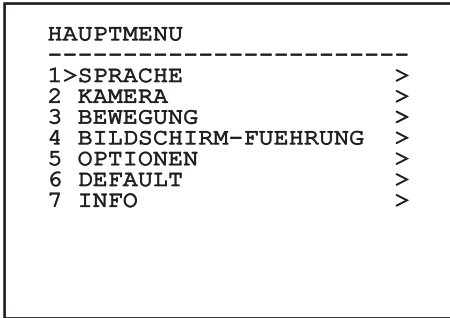 HAUPTMENU
-------------------------
1>SPRACHE >
2 KAMERA >
3 BEWEGUNG >
4 BILDSCHIRM-FUEHRUNG >
5 OPTIONEN >
6 DEFAULT >
7 INFO >